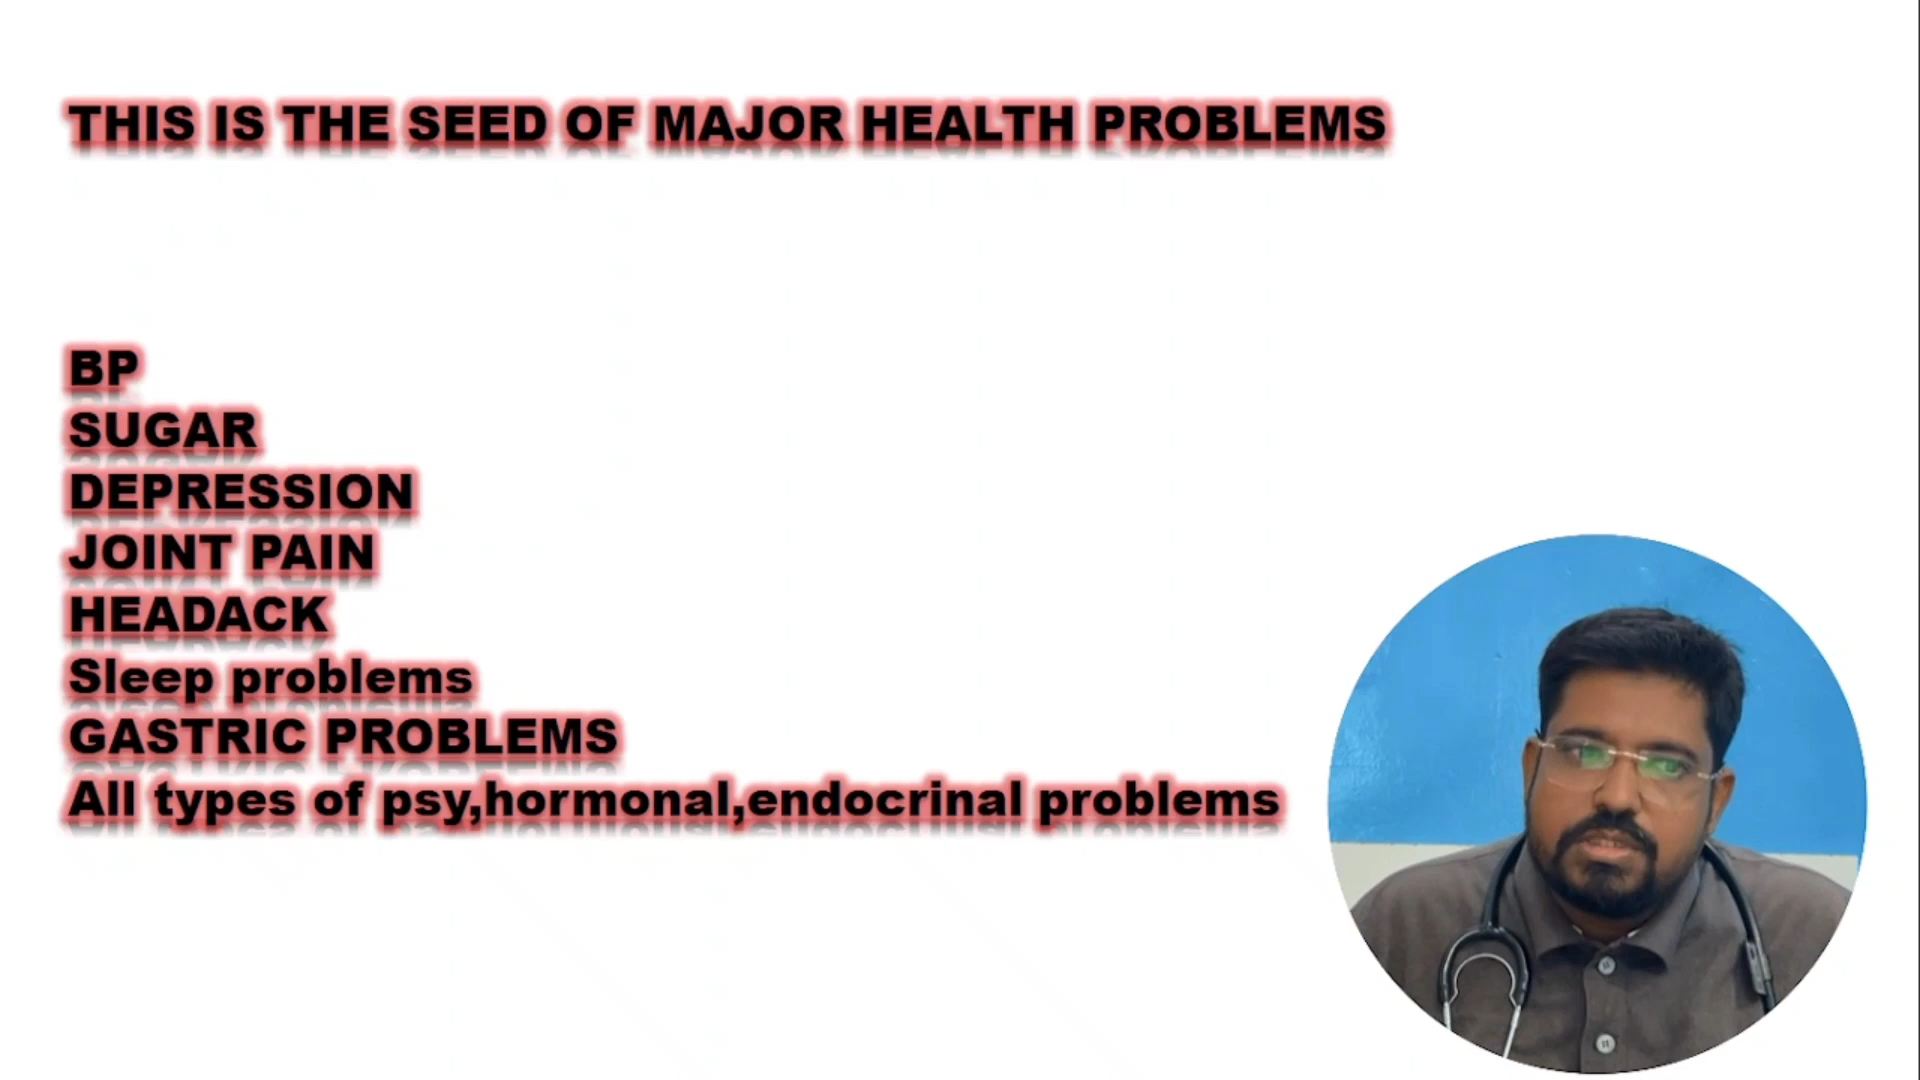 THIS IS THE SEED OF MAJOR HEALTH PROBLEMS
BP
SUGAR
DEPRESSION
JOINT PAIN
HEADACK
Sleep problems
GASTRIC PROBLEMS
All types of psy,hormonal,endocrinal problems